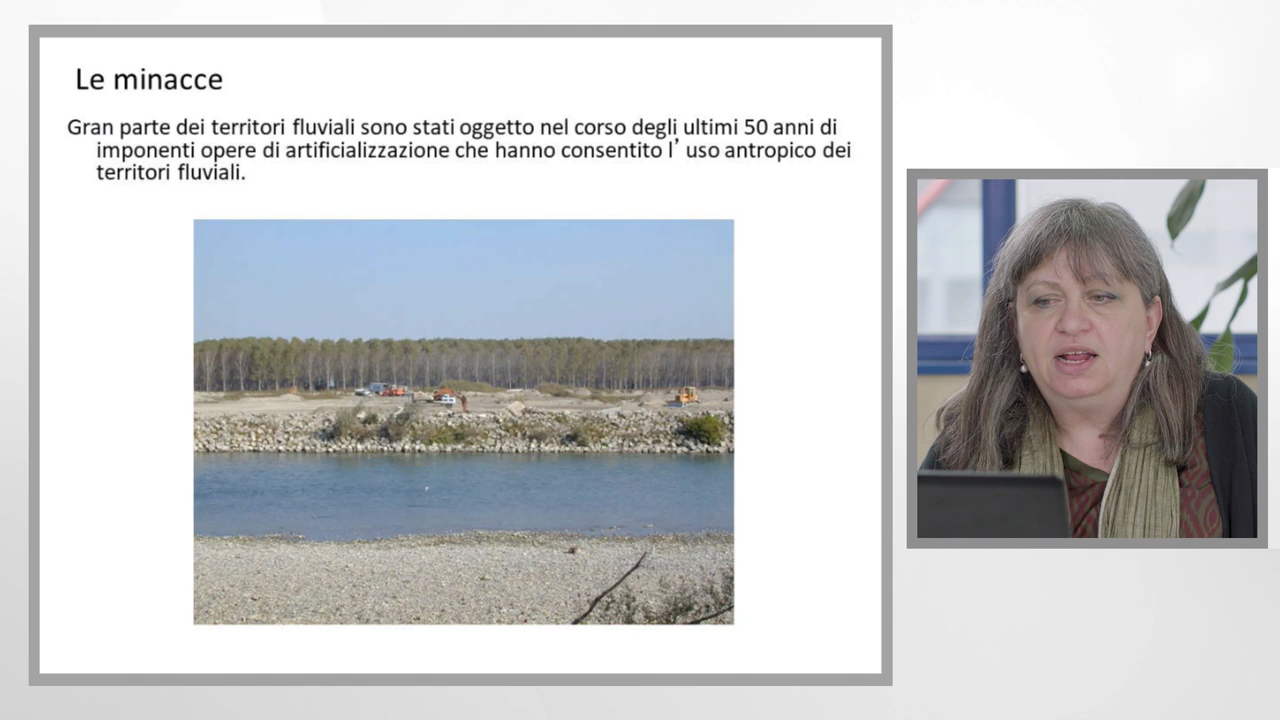 Le minacce
Gran parte dei territori fluviali sono stati oggetto nel corso degli ultimi 50 anni di
imponenti opere di artificializzazione che hanno consentito l’ uso antropico dei
territori fluviali.